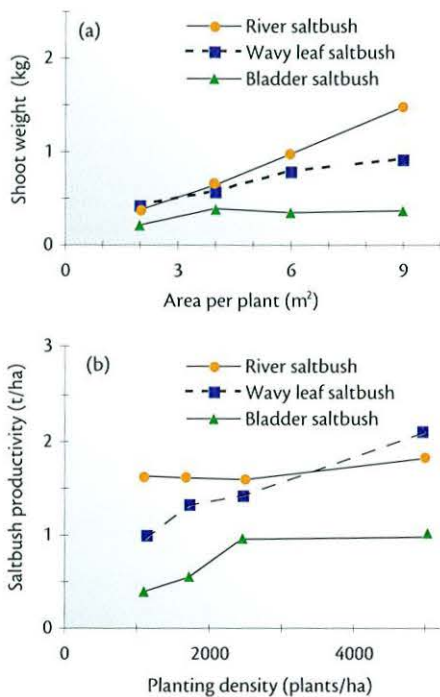 (a)
River saltbush
Wavy leaf saltbush
Bladder saltbush
Shoot weight (kg)
2
1
0
0
3
6
9
Area per plant (m²)
(b)
River saltbush
Wavy leaf saltbush
Bladder saltbush
Saltbush productivity (t/ha)
3
2
1
0
0
2000
4000
Planting density (plants/ha)